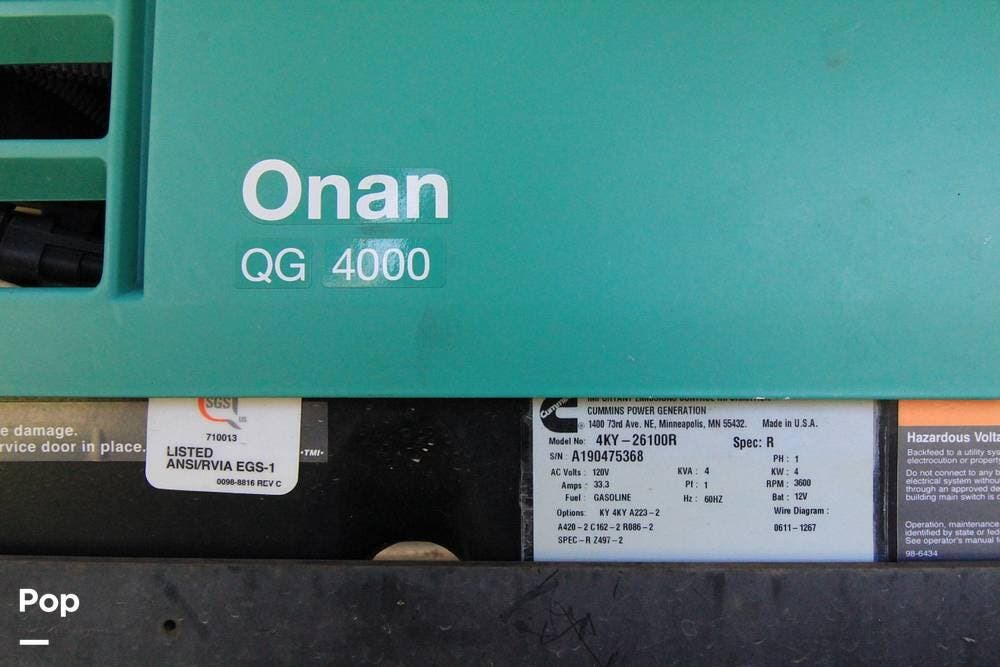 Onan
QG 4000
e damage.
rvice door in place.
SGS
US
710013
LISTED
ANSI/RVIA EGS-1
0098-8816 REV C
•TMI•
Cummins
CUMMINS POWER GENERATION
1400 73rd Ave. NE, Minneapolis, MN 55432. Made in U.S.A.
Model No: 4KY-26100R Spec: R
S/N: A190475368 PH: 1
AC Volts: 120V KVA: 4 KW: 4
Amps: 33.3 PI: 1 RPM: 3600
Fuel: GASOLINE Hz: 60HZ Bat: 12V
Options: KY 4KY A223-2 Wire Diagram:
A420-2 C162-2 R086-2 0611-1267
SPEC-R Z497-2
Hazardous Volta
Backfeed to a utility sys
electrocution or property
Do not connect to any b
electrical system withou
through an approved de
building main switch is o
Operation, maintenance
identified by state or fed
See operator's manual f
98-6434
Pop